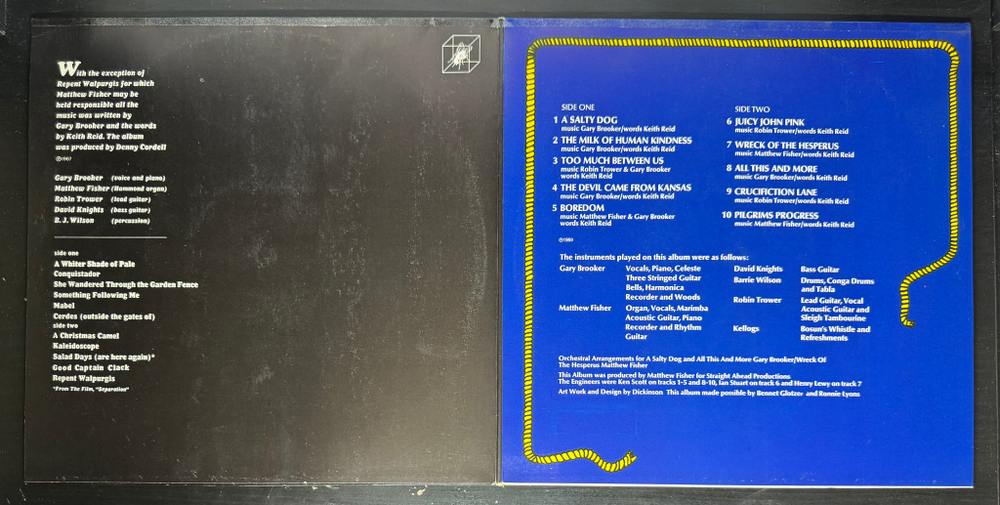 With the exception of
Repent Walpurgis for which
Matthew Fisher may be
held responsible all the
music was written by
Gary Brooker and the words
by Keith Reid. The album
was produced by Denny Cordell
℗1967
Gary Brooker (voice and piano)
Matthew Fisher (Hammond organ)
Robin Trower (lead guitar)
David Knights (bass guitar)
B. J. Wilson (percussion)
side one
A Whiter Shade of Pale
Conquistador
She Wandered Through the Garden Fence
Something Following Me
Mabel
Cerdes (outside the gates of)
side two
A Christmas Camel
Kaleidoscope
Salad Days (are here again)*
Good Captain Clack
Repent Walpurgis
*From The Film, "Separation"
SIDE ONE
1 A SALTY DOG
music Gary Brooker/words Keith Reid
2 THE MILK OF HUMAN KINDNESS
music Gary Brooker/words Keith Reid
3 TOO MUCH BETWEEN US
music Robin Trower & Gary Brooker
words Keith Reid
4 THE DEVIL CAME FROM KANSAS
music Gary Brooker/words Keith Reid
5 BOREDOM
music Matthew Fisher & Gary Brooker
words Keith Reid
℗1969
SIDE TWO
6 JUICY JOHN PINK
music Robin Trower/words Keith Reid
7 WRECK OF THE HESPERUS
music Matthew Fisher/words Keith Reid
8 ALL THIS AND MORE
music Gary Brooker/words Keith Reid
9 CRUCIFICTION LANE
music Robin Trower/words Keith Reid
10 PILGRIMS PROGRESS
music Matthew Fisher/words Keith Reid
The instruments played on this album were as follows:
Gary Brooker Vocals, Piano, Celeste
Three Stringed Guitar
Bells, Harmonica
Recorder and Woods
Matthew Fisher Organ, Vocals, Marimba
Acoustic Guitar, Piano
Recorder and Rhythm
Guitar
David Knights Bass Guitar
Barrie Wilson Drums, Conga Drums
and Tabla
Robin Trower Lead Guitar, Vocal
Acoustic Guitar and
Sleigh Tambourine
Kellogs Bosun's Whistle and
Refreshments
Orchestral Arrangements for A Salty Dog and All This And More Gary Brooker/Wreck Of
The Hesperus Matthew Fisher
This Album was produced by Matthew Fisher for Straight Ahead Productions
The Engineers were Ken Scott on tracks 1-5 and 8-10, Ian Stuart on track 6 and Henry Lewy on track 7
Art Work and Design by Dickinson This album made possible by Bennet Glotzer and Ronnie Lyons